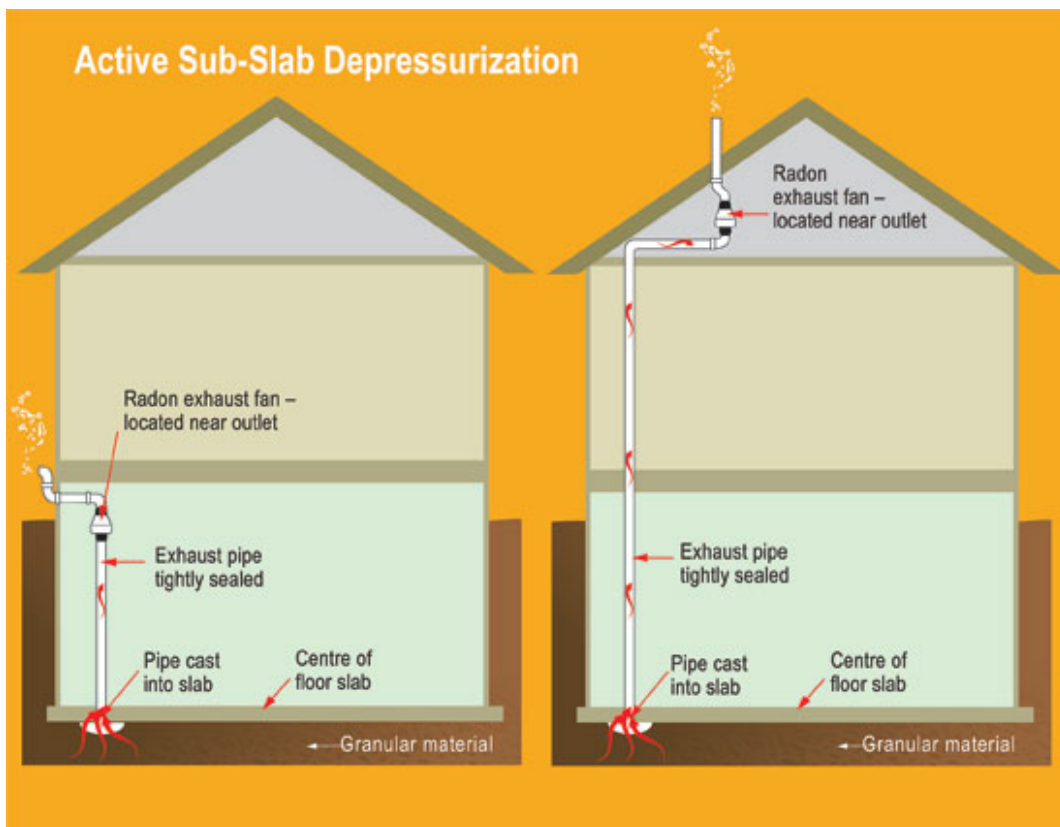 Active Sub-Slab Depressurization
Radon exhaust fan –
located near outlet
Exhaust pipe
tightly sealed
Pipe cast
into slab
Centre of
floor slab
Granular material
Radon
exhaust fan –
located near outlet
Exhaust pipe
tightly sealed
Pipe cast
into slab
Centre of
floor slab
Granular material